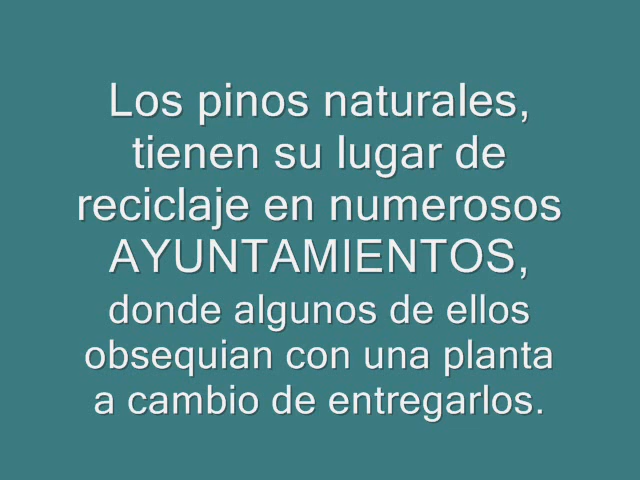 Los pinos naturales,
tienen su lugar de
reciclaje en numerosos
AYUNTAMIENTOS,
donde algunos de ellos
obsequian con una planta
a cambio de entregarlos.